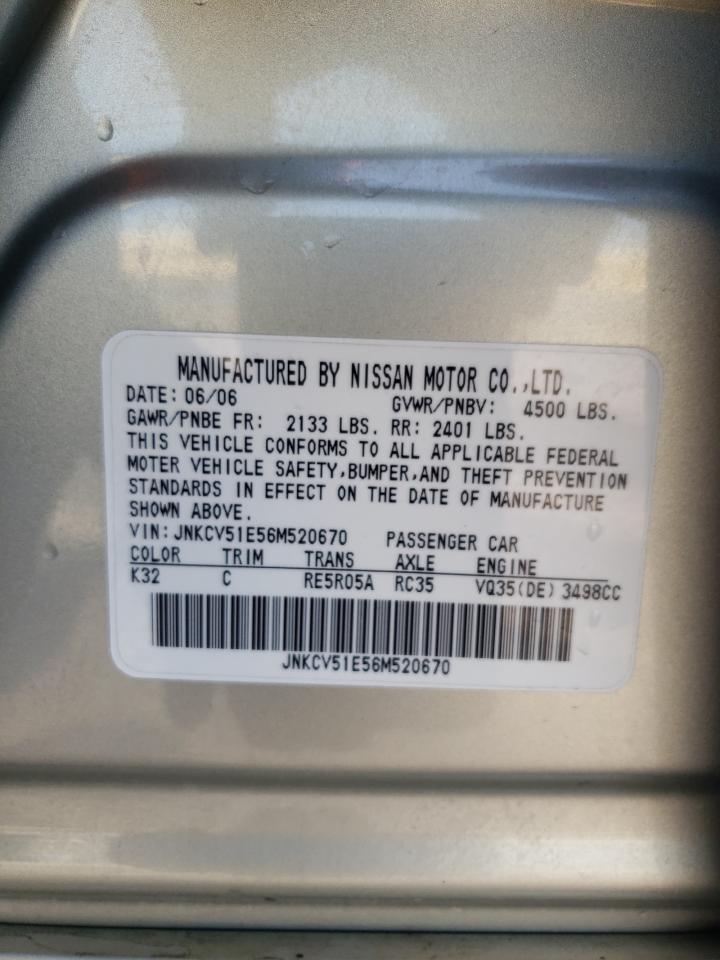 MANUFACTURED BY NISSAN MOTOR CO.,LTD.
DATE: 06/06 GVWR/PNBV: 4500 LBS.
GAWR/PNBE FR: 2133 LBS. RR: 2401 LBS.
THIS VEHICLE CONFORMS TO ALL APPLICABLE FEDERAL
MOTER VEHICLE SAFETY,BUMPER,AND THEFT PREVENTION
STANDARDS IN EFFECT ON THE DATE OF MANUFACTURE
SHOWN ABOVE.
VIN: JNKCV51E56M520670 PASSENGER CAR
COLOR TRIM TRANS AXLE ENGINE
K32 C RE5R05A RC35 VQ35(DE) 3498CC
JNKCV51E56M520670